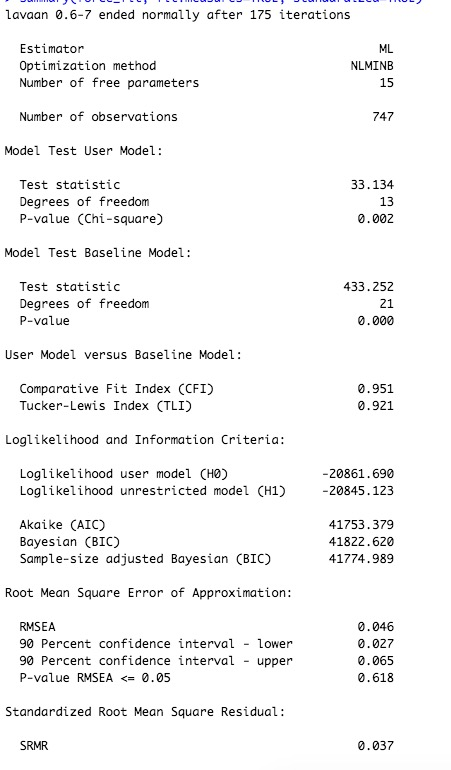 lavaan 0.6-7 ended normally after 175 iterations
Estimator ML
Optimization method NLMINB
Number of free parameters 15
Number of observations 747
Model Test User Model:
Test statistic 33.134
Degrees of freedom 13
P-value (Chi-square) 0.002
Model Test Baseline Model:
Test statistic 433.252
Degrees of freedom 21
P-value 0.000
User Model versus Baseline Model:
Comparative Fit Index (CFI) 0.951
Tucker-Lewis Index (TLI) 0.921
Loglikelihood and Information Criteria:
Loglikelihood user model (H0) -20861.690
Loglikelihood unrestricted model (H1) -20845.123
Akaike (AIC) 41753.379
Bayesian (BIC) 41822.620
Sample-size adjusted Bayesian (BIC) 41774.989
Root Mean Square Error of Approximation:
RMSEA 0.046
90 Percent confidence interval - lower 0.027
90 Percent confidence interval - upper 0.065
P-value RMSEA <= 0.05 0.618
Standardized Root Mean Square Residual:
SRMR 0.037